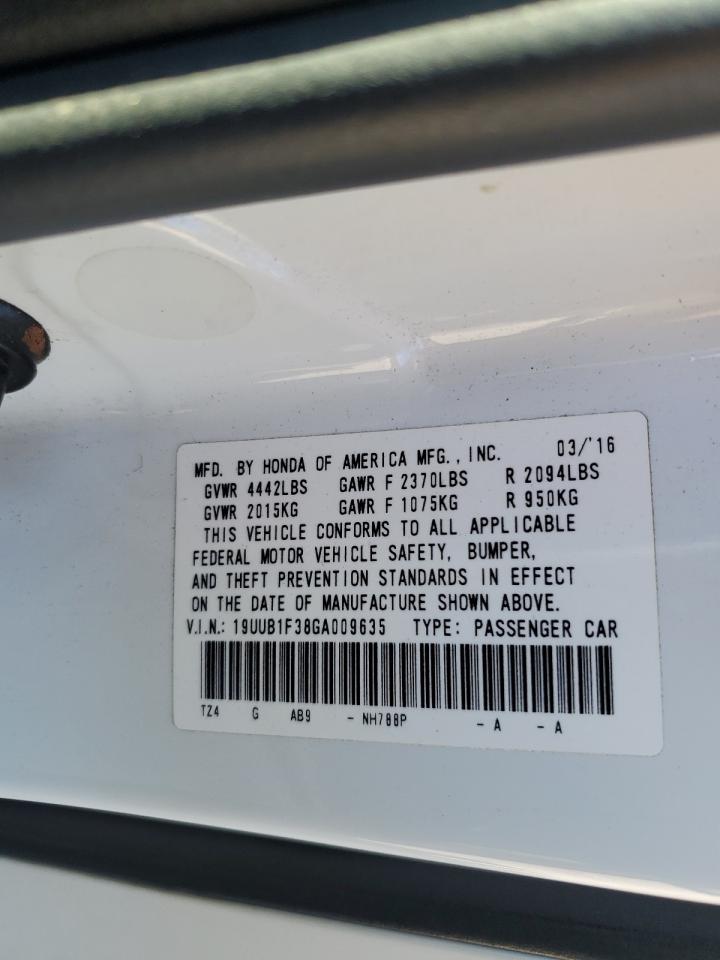 MFD. BY HONDA OF AMERICA MFG., INC. 03/'16
GVWR 4442LBS GAWR F 2370LBS R 2094LBS
GVWR 2015KG GAWR F 1075KG R 950KG
THIS VEHICLE CONFORMS TO ALL APPLICABLE
FEDERAL MOTOR VEHICLE SAFETY, BUMPER,
AND THEFT PREVENTION STANDARDS IN EFFECT
ON THE DATE OF MANUFACTURE SHOWN ABOVE.
V.I.N.: 19UUB1F38GA009635 TYPE: PASSENGER CAR
TZ4 G AB9 - NH788P - A - A